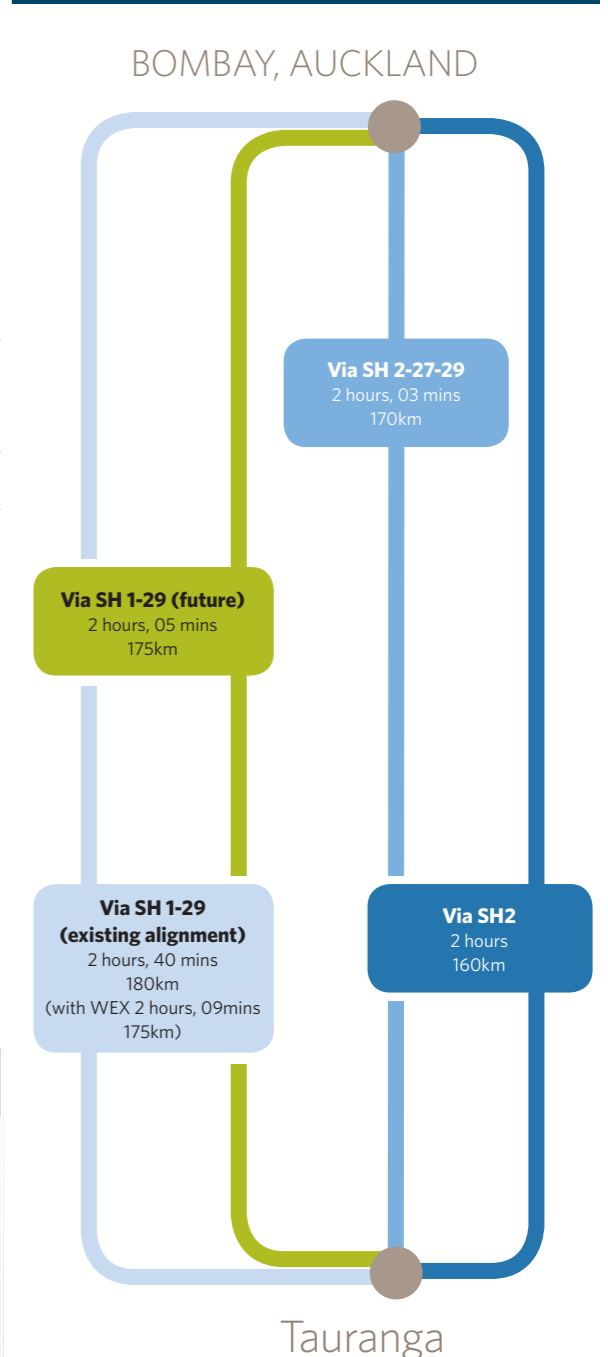 BOMBAY, AUCKLAND
Via SH 2-27-29
2 hours, 03 mins
170km
Via SH 1-29 (future)
2 hours, 05 mins
175km
Via SH 1-29
(existing alignment)
2 hours, 40 mins
180km
(with WEX 2 hours, 09mins
175km)
Via SH2
2 hours
160km
Tauranga